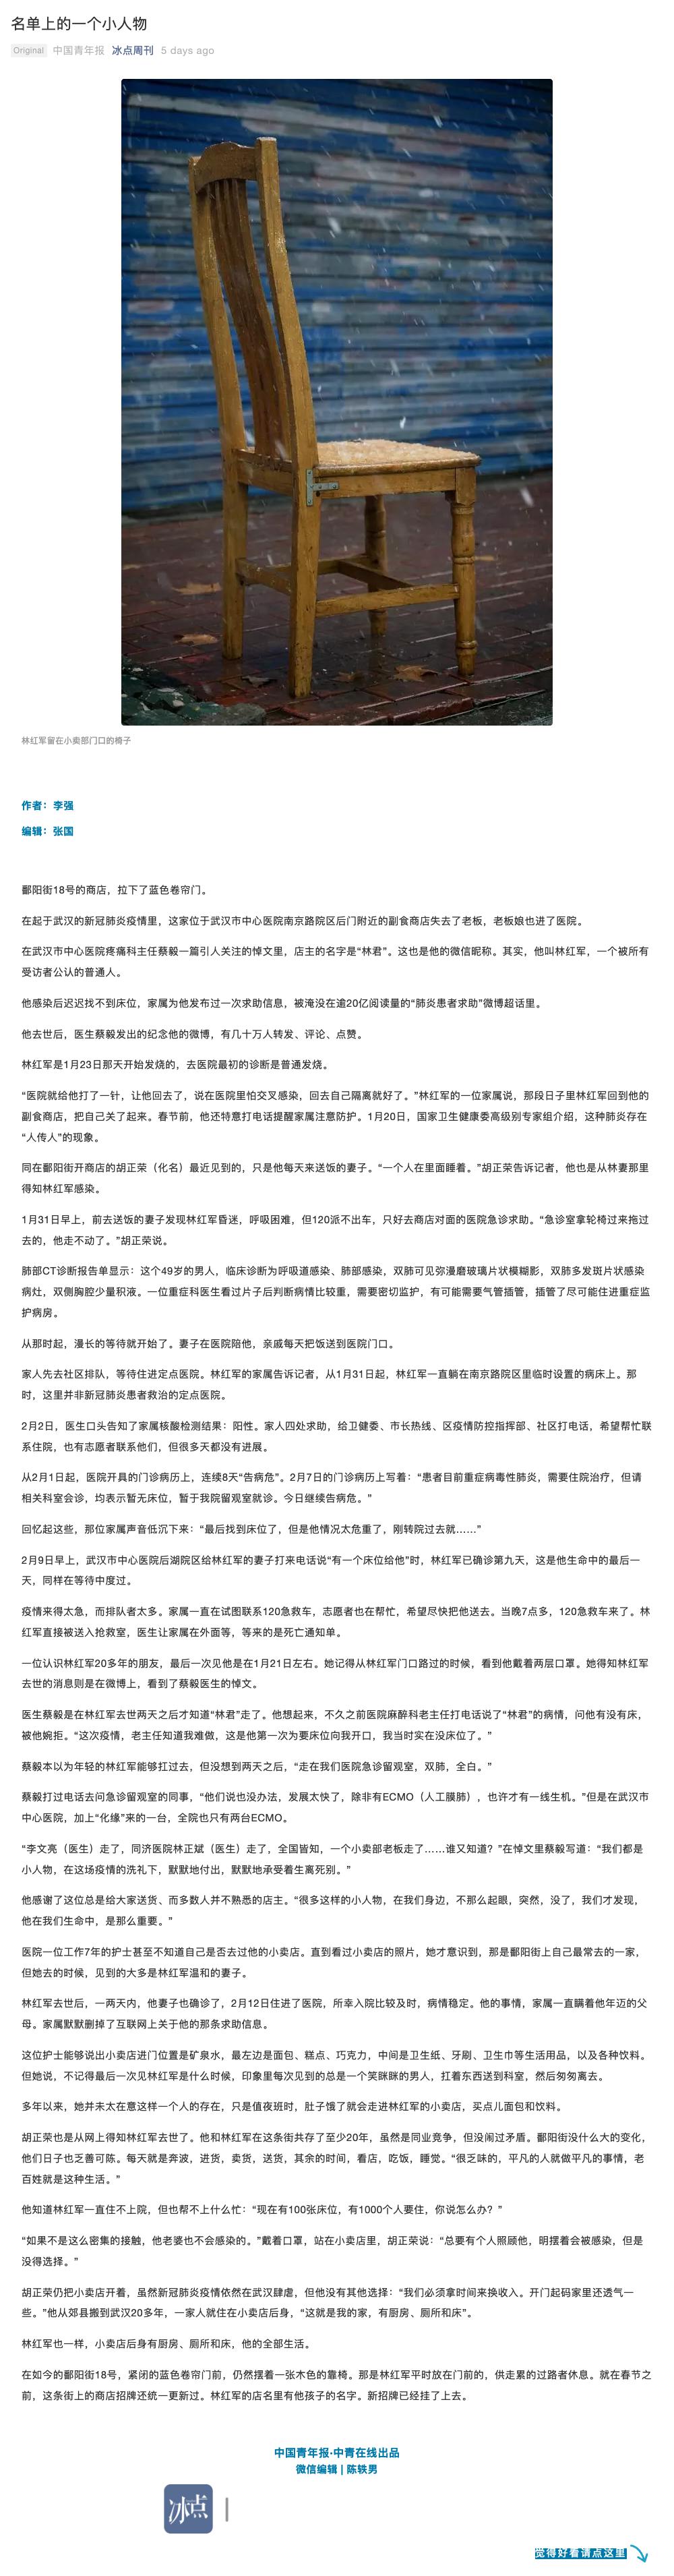 名单上的一个小人物
Original 中国青年报 冰点周刊 5 days ago
林红军留在小卖部门口的椅子
作者：李强
编辑：张国
鄱阳街18号的商店，拉下了蓝色卷帘门。
在起于武汉的新冠肺炎疫情里，这家位于武汉市中心医院南京路院区后门附近的副食商店失去了老板，老板娘也进了医院。
在武汉市中心医院疼痛科主任蔡毅一篇引人关注的悼文里，店主的名字是“林君”。这也是他的微信昵称。其实，他叫林红军，一个被所有
受访者公认的普通人。
他感染后迟迟找不到床位，家属为他发布过一次求助信息，被淹没在逾20亿阅读量的“肺炎患者求助”微博超话里。
他去世后，医生蔡毅发出的纪念他的微博，有几十万人转发、评论、点赞。
林红军是1月23日那天开始发烧的，去医院最初的诊断是普通发烧。
“医院就给他打了一针，让他回去了，说在医院里怕交叉感染，回去自己隔离就好了。”林红军的一位家属说，那段日子里林红军回到他的
副食商店，把自己关了起来。春节前，他还特意打电话提醒家属注意防护。1月20日，国家卫生健康委高级别专家组介绍，这种肺炎存在
“人传人”的现象。
同在鄱阳街开商店的胡正荣（化名）最近见到的，只是他每天来送饭的妻子。“一个人在里面睡着。”胡正荣告诉记者，他也是从林妻那里
得知林红军感染。
1月31日早上，前去送饭的妻子发现林红军昏迷，呼吸困难，但120派不出车，只好去商店对面的医院急诊求助。“急诊室拿轮椅过来拖过
去的，他走不动了。”胡正荣说。
肺部CT诊断报告单显示：这个49岁的男人，临床诊断为呼吸道感染、肺部感染，双肺可见弥漫磨玻璃片状模糊影，双肺多发斑片状感染
病灶，双侧胸腔少量积液。一位重症科医生看过片子后判断病情比较重，需要密切监护，有可能需要气管插管，插管了尽可能住进重症监
护病房。
从那时起，漫长的等待就开始了。妻子在医院陪他，亲戚每天把饭送到医院门口。
家人先去社区排队，等待住进定点医院。林红军的家属告诉记者，从1月31日起，林红军一直躺在南京路院区里临时设置的病床上。那
时，这里并非新冠肺炎患者救治的定点医院。
2月2日，医生口头告知了家属核酸检测结果：阳性。家人四处求助，给卫健委、市长热线、区疫情防控指挥部、社区打电话，希望帮忙联
系住院，也有志愿者联系他们，但很多天都没有进展。
从2月1日起，医院开具的门诊病历上，连续8天“告病危”。2月7日的门诊病历上写着：“患者目前重症病毒性肺炎，需要住院治疗，但请
相关科室会诊，均表示暂无床位，暂于我院留观室就诊。今日继续告病危。”
回忆起这些，那位家属声音低沉下来：“最后找到床位了，但是他情况太危重了，刚转院过去就……”
2月9日早上，武汉市中心医院后湖院区给林红军的妻子打来电话说“有一个床位给他”时，林红军已确诊第九天，这是他生命中的最后一
天，同样在等待中度过。
疫情来得太急，而排队者太多。家属一直在试图联系120急救车，志愿者也在帮忙，希望尽快把他送去。当晚7点多，120急救车来了。林
红军直接被送入抢救室，医生让家属在外面等，等来的是死亡通知单。
一位认识林红军20多年的朋友，最后一次见他是在1月21日左右。她记得从林红军门口路过的时候，看到他戴着两层口罩。她得知林红军
去世的消息则是在微博上，看到了蔡毅医生的悼文。
医生蔡毅是在林红军去世两天之后才知道“林君”走了。他想起来，不久之前医院麻醉科老主任打电话说了“林君”的病情，问他有没有床，
被他婉拒。“这次疫情，老主任知道我难做，这是他第一次为要床位向我开口，我当时实在没床位了。”
蔡毅本以为年轻的林红军能够扛过去，但没想到两天之后，“走在我们医院急诊留观室，双肺，全白。”
蔡毅打过电话去问急诊留观室的同事，“他们说也没办法，发展太快了，除非有ECMO（人工膜肺），也许才有一线生机。”但是在武汉市
中心医院，加上“化缘”来的一台，全院也只有两台ECMO。
“李文亮（医生）走了，同济医院林正斌（医生）走了，全国皆知，一个小卖部老板走了……谁又知道？”在悼文里蔡毅写道：“我们都是
小人物，在这场疫情的洗礼下，默默地付出，默默地承受着生离死别。”
他感谢了这位总是给大家送货、而多数人并不熟悉的店主。“很多这样的小人物，在我们身边，不那么起眼，突然，没了，我们才发现，
他在我们生命中，是那么重要。”
医院一位工作7年的护士甚至不知道自己是否去过他的小卖店。直到看过小卖店的照片，她才意识到，那是鄱阳街上自己最常去的一家，
但她去的时候，见到的大多是林红军温和的妻子。
林红军去世后，一两天内，他妻子也确诊了，2月12日住进了医院，所幸入院比较及时，病情稳定。他的事情，家属一直瞒着他年迈的父
母。家属默默删掉了互联网上关于他的那条求助信息。
这位护士能够说出小卖店进门位置是矿泉水，最左边是面包、糕点、巧克力，中间是卫生纸、牙刷、卫生巾等生活用品，以及各种饮料。
但她说，不记得最后一次见林红军是什么时候，印象里每次见到的总是一个笑眯眯的男人，扛着东西送到科室，然后匆匆离去。
多年以来，她并未太在意这样一个人的存在，只是值夜班时，肚子饿了就会走进林红军的小卖店，买点儿面包和饮料。
胡正荣也是从网上得知林红军去世了。他和林红军在这条街共存了至少20年，虽然是同业竞争，但没闹过矛盾。鄱阳街没什么大的变化，
他们日子也乏善可陈。每天就是奔波，进货，卖货，送货，其余的时间，看店，吃饭，睡觉。“很乏味的，平凡的人就做平凡的事情，老
百姓就是这种生活。”
他知道林红军一直住不上院，但也帮不上什么忙：“现在有100张床位，有1000个人要住，你说怎么办？”
“如果不是这么密集的接触，他老婆也不会感染的。”戴着口罩，站在小卖店里，胡正荣说：“总要有个人照顾他，明摆着会被感染，但是
没得选择。”
胡正荣仍把小卖店开着，虽然新冠肺炎疫情依然在武汉肆虐，但他没有其他选择：“我们必须拿时间来换收入。开门起码家里还透气一
些。”他从郊县搬到武汉20多年，一家人就住在小卖店后身，“这就是我的家，有厨房、厕所和床”。
林红军也一样，小卖店后身有厨房、厕所和床，他的全部生活。
在如今的鄱阳街18号，紧闭的蓝色卷帘门前，仍然摆着一张木色的靠椅。那是林红军平时放在门前的，供走累的过路者休息。就在春节之
前，这条街上的商店招牌还统一更新过。林红军的店名里有他孩子的名字。新招牌已经挂了上去。
中国青年报·中青在线出品
微信编辑 | 陈轶男
冰点
觉得好看请点这里